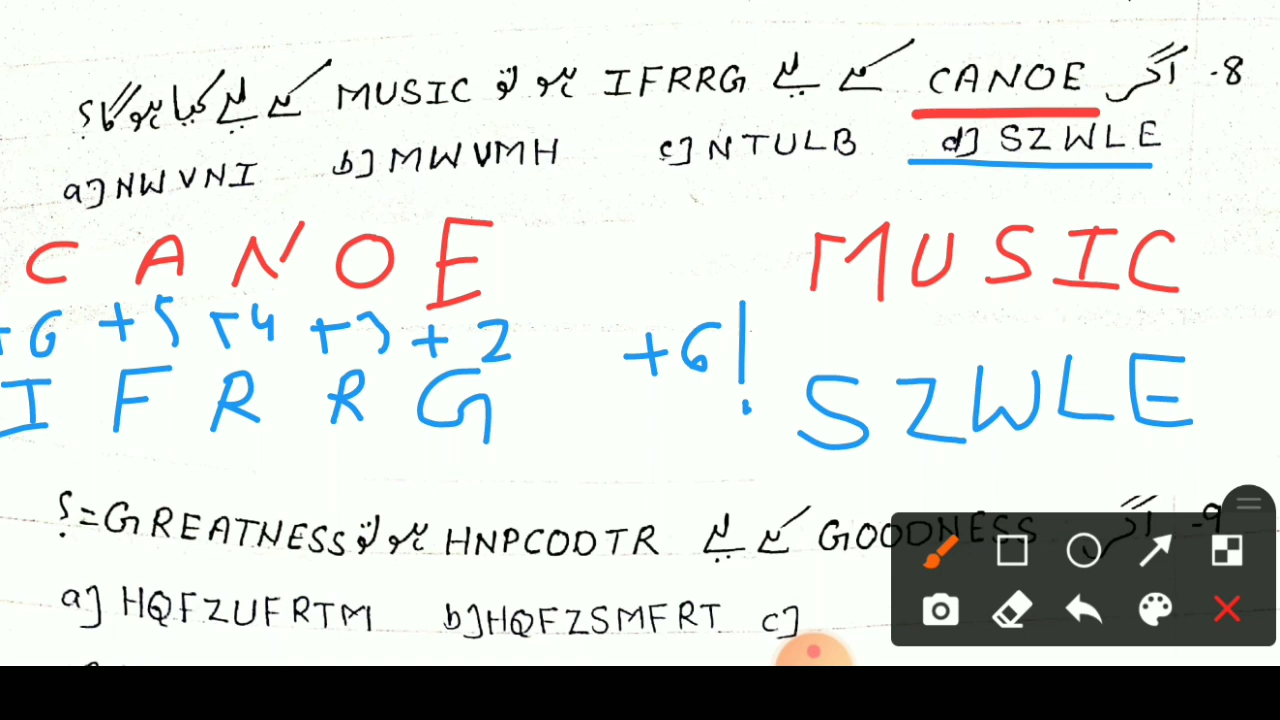 8- اگر CANOE کے لیے IFRRG ہو تو MUSIC کے لیے کیا ہوگا؟
a] NWVNI b] MWVMH c] NTULB d] SZWLE
C A N O E MUSIC
+6 +5 +4 +3 +2 +6!
I F R R G SZWLE
9- اگر GOODNESS کے لیے HNPCODTR ہو تو GREATNESS=؟
a] HQFZUFRTM b] HQFZSMFRT c]